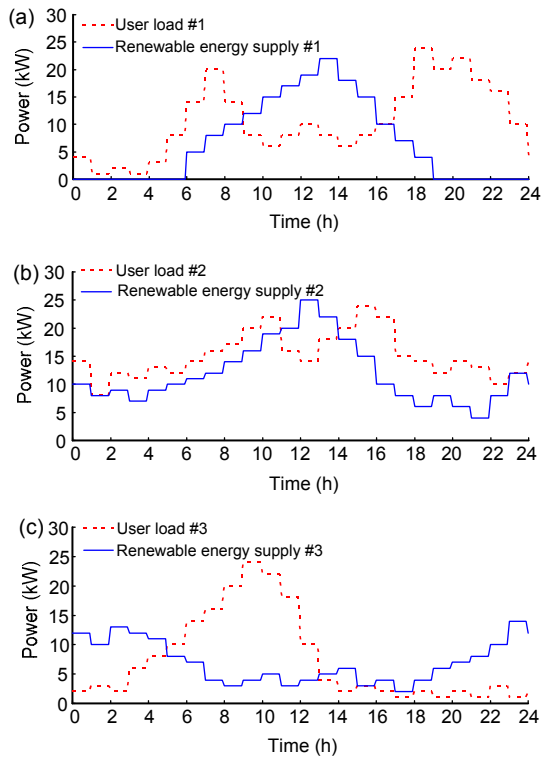 (a)
User load #1
Renewable energy supply #1
Power (kW)
30
25
20
15
10
5
0
0 2 4 6 8 10 12 14 16 18 20 22 24
Time (h)
(b)
User load #2
Renewable energy supply #2
Power (kW)
30
25
20
15
10
5
0
0 2 4 6 8 10 12 14 16 18 20 22 24
Time (h)
(c)
User load #3
Renewable energy supply #3
Power (kW)
30
25
20
15
10
5
0
0 2 4 6 8 10 12 14 16 18 20 22 24
Time (h)